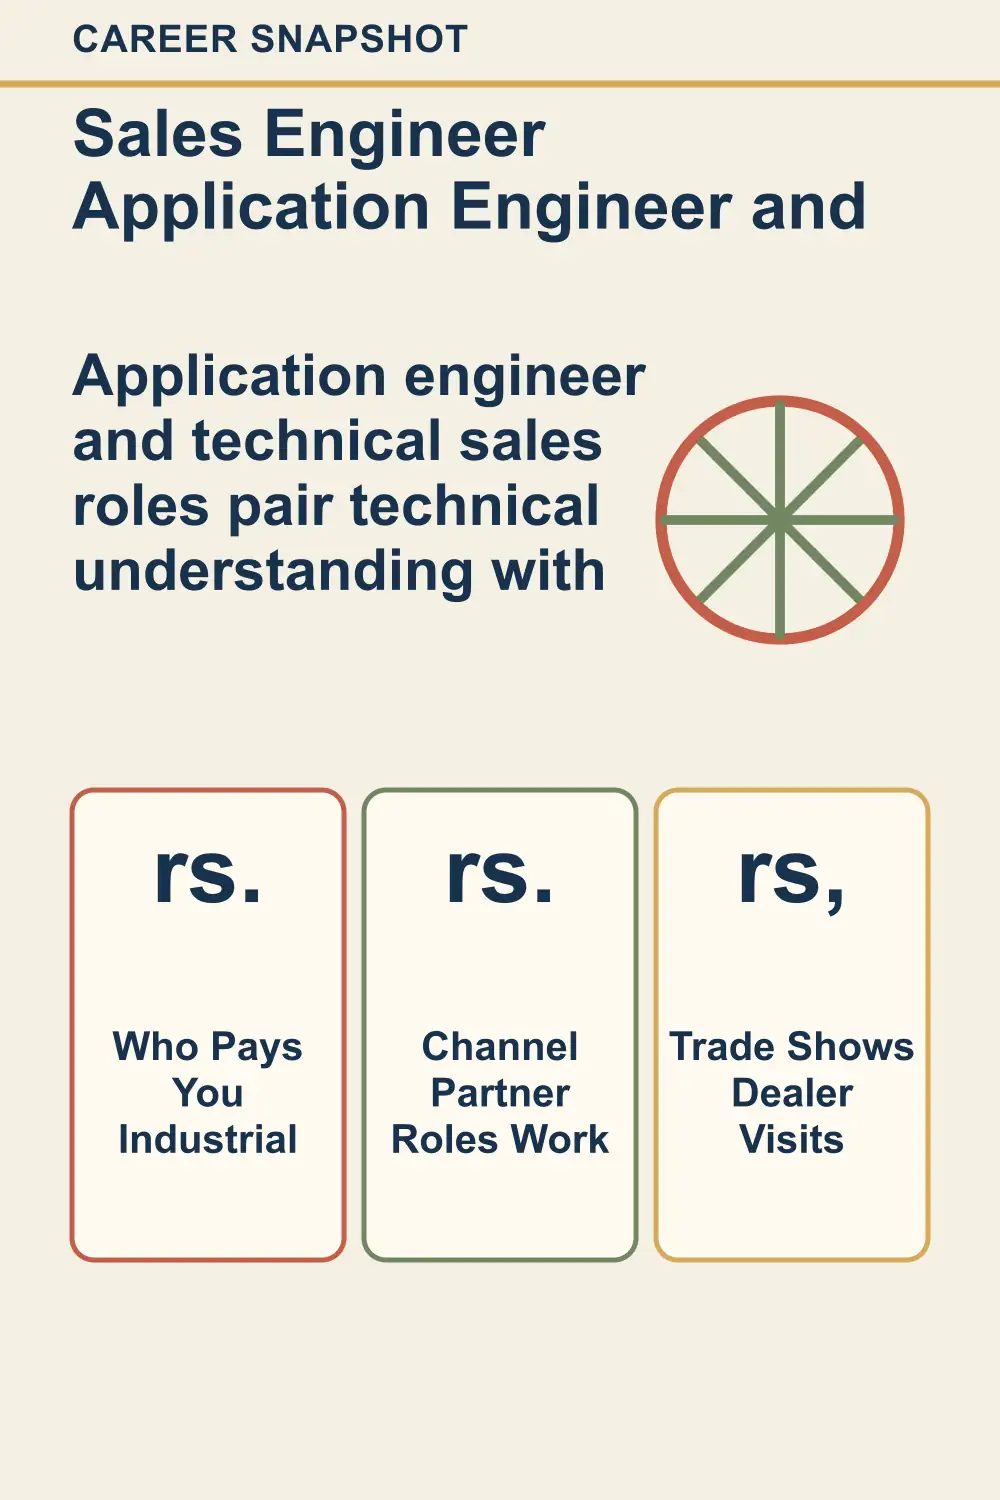 CAREER SNAPSHOT
Sales Engineer
Application Engineer and
Application engineer
and technical sales
roles pair technical
understanding with
rs.
Who Pays
You
Industrial
rs.
Channel
Partner
Roles Work
rs,
Trade Shows
Dealer
Visits